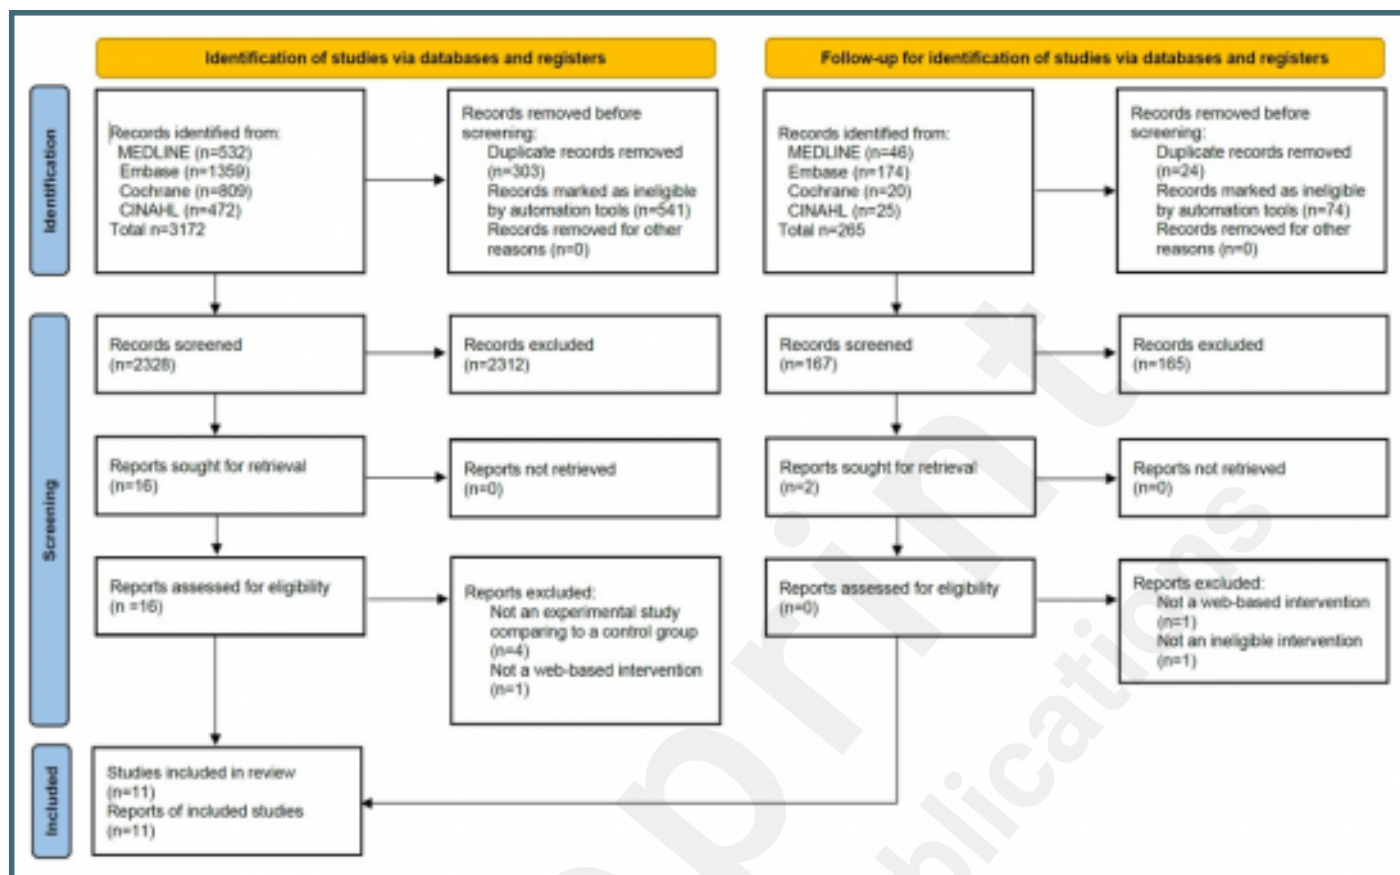 Identification of studies via databases and registers
Follow-up for identification of studies via databases and registers
Identification
Records identified from:
MEDLINE (n=532)
Embase (n=1359)
Cochrane (n=809)
CINAHL (n=472)
Total n=3172
Records removed before
screening:
Duplicate records removed
(n=303)
Records marked as ineligible
by automation tools (n=541)
Records removed for other
reasons (n=0)
Records identified from:
MEDLINE (n=46)
Embase (n=174)
Cochrane (n=20)
CINAHL (n=25)
Total n=265
Records removed before
screening:
Duplicate records removed
(n=24)
Records marked as ineligible
by automation tools (n=74)
Records removed for other
reasons (n=0)
Screening
Records screened
(n=2328)
Records excluded
(n=2312)
Records screened
(n=167)
Records excluded
(n=165)
Reports sought for retrieval
(n=16)
Reports not retrieved
(n=0)
Reports sought for retrieval
(n=2)
Reports not retrieved
(n=0)
Reports assessed for eligibility
(n =16)
Reports excluded:
Not an experimental study
comparing to a control group
(n=4)
Not a web-based intervention
(n=1)
Reports assessed for eligibility
(n=0)
Reports excluded:
Not a web-based intervention
(n=1)
Not an ineligible intervention
(n=1)
Included
Studies included in review
(n=11)
Reports of included studies
(n=11)
print
blications